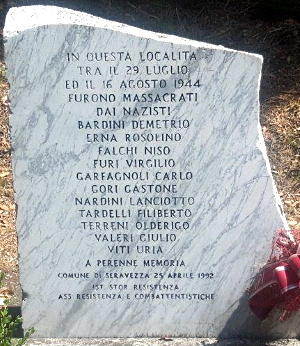 IN QUESTA LOCALITÀ
TRA IL 29 LUGLIO
ED IL 16 AGOSTO 1944
FURONO MASSACRATI
DAI NAZISTI
BARDINI DEMETRIO
ERNA ROSOLINO
FALCHI NISO
FURI VIRGILIO
GARFAGNOLI CARLO
GORI GASTONE
NARDINI LANCIOTTO
TARDELLI FILIBERTO
TERRENI OLDERIGO
VALERI GIULIO
VITI URIA
A PERENNE MEMORIA
COMUNE DI SERAVEZZA 25 APRILE 1992
IST. STOR RESISTENZA
ASS RESISTENZA E COMBATTENTISTICHE